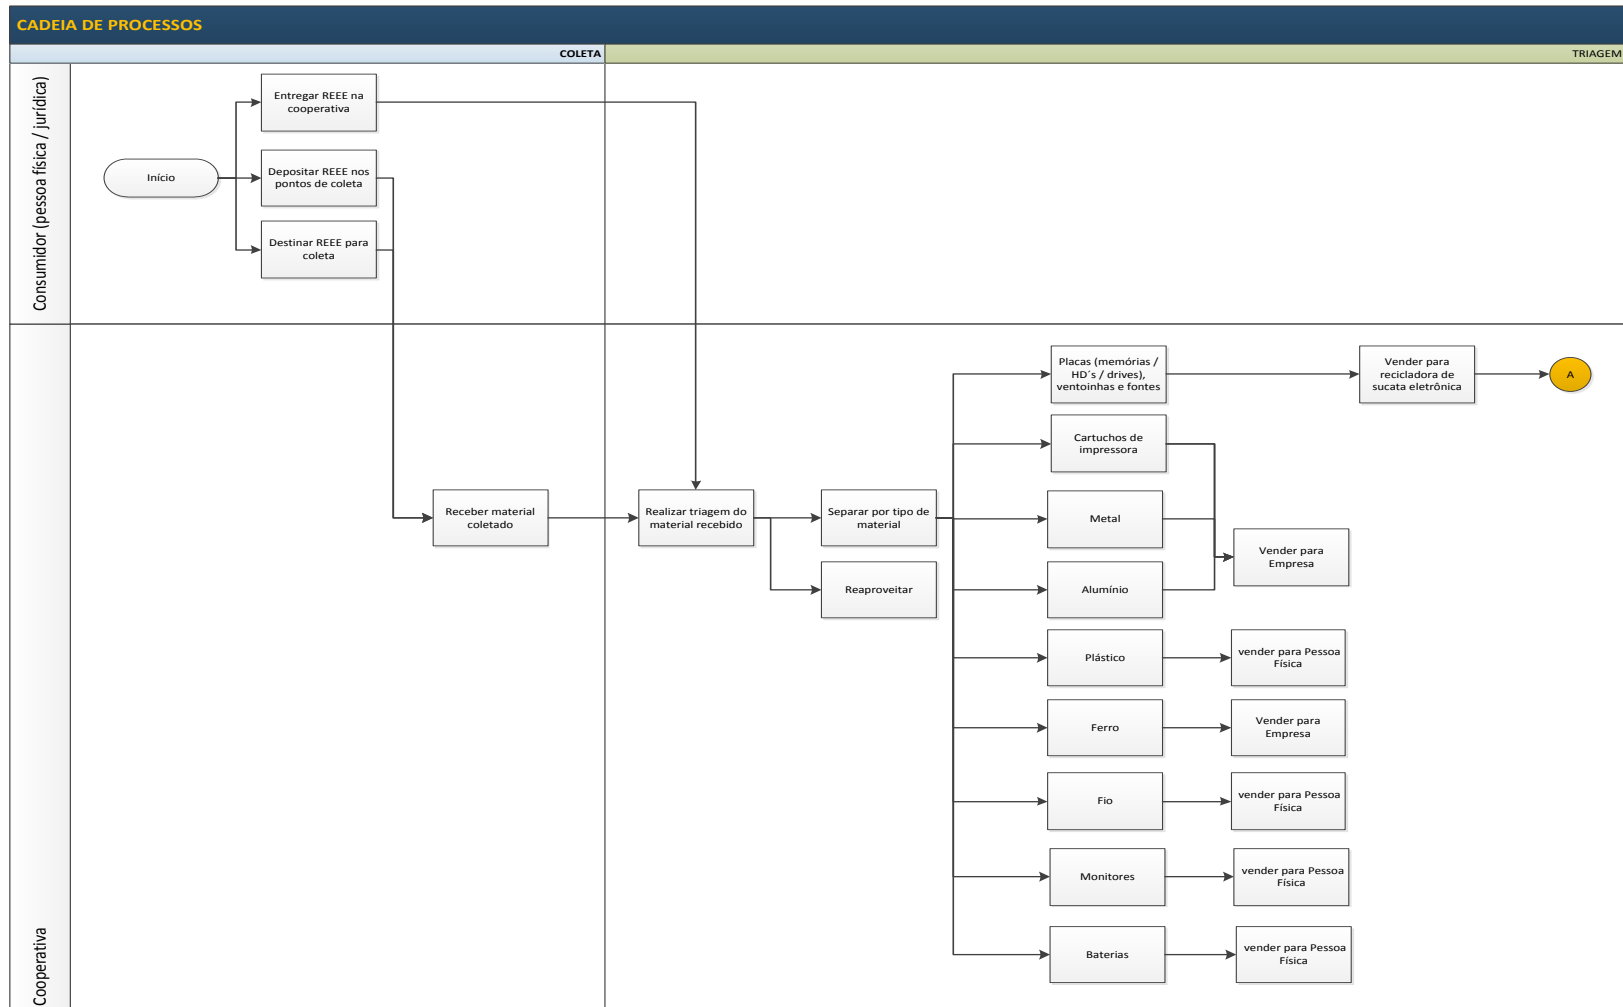 CADEIA DE PROCESSOS
COLETA
TRIAGEM
Consumidor (pessoa física / jurídica)
Entregar REEE na
cooperativa
Início
Depositar REEE nos
pontos de coleta
Destinar REEE para
coleta
Cooperativa
Placas (memórias /
HD´s / drives),
ventoinhas e fontes
Vender para
recicladora de
sucata eletrônica
A
Cartuchos de
impressora
Receber material
coletado
Realizar triagem do
material recebido
Separar por tipo de
material
Metal
Vender para
Empresa
Reaproveitar
Alumínio
Plástico
vender para Pessoa
Física
Ferro
Vender para
Empresa
Fio
vender para Pessoa
Física
Monitores
vender para Pessoa
Física
Baterias
vender para Pessoa
Física